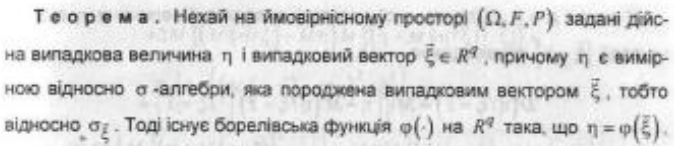 Теорема. Нехай на ймовірнісному просторі (Ω, F, P) задані дійс-
на випадкова величина η і випадковий вектор ξ⃗ ∈ R^q, причому η є вимір-
ною відносно σ-алгебри, яка породжена випадковим вектором ξ⃗, тобто
відносно σ_ξ⃗. Тоді існує борелівська функція φ(·) на R^q така, що η = φ(ξ⃗).